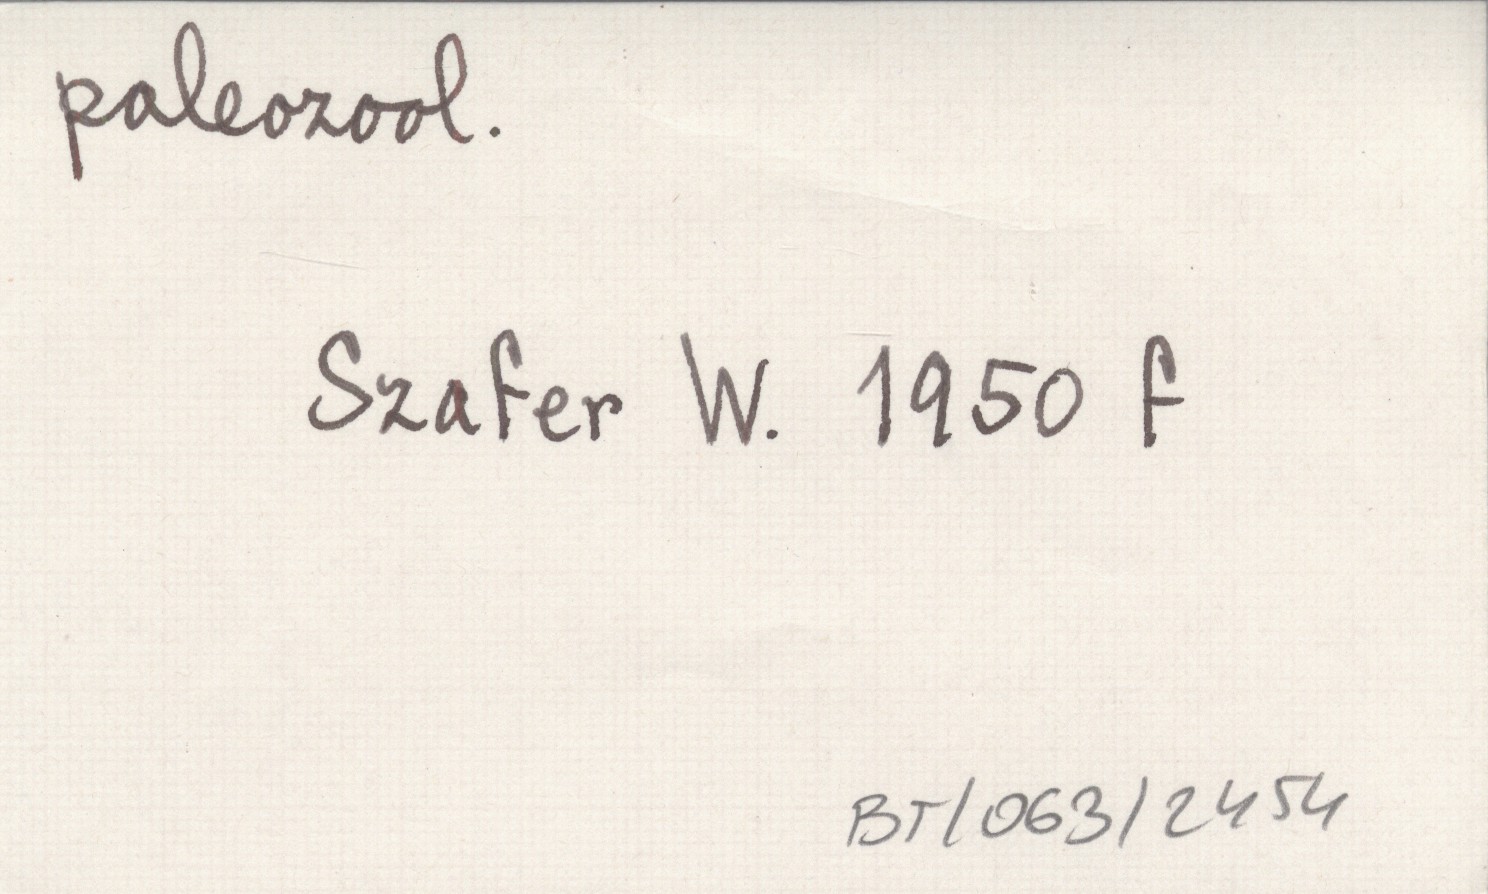 paleozool.
Szafer W. 1950 f
BT/063/2454